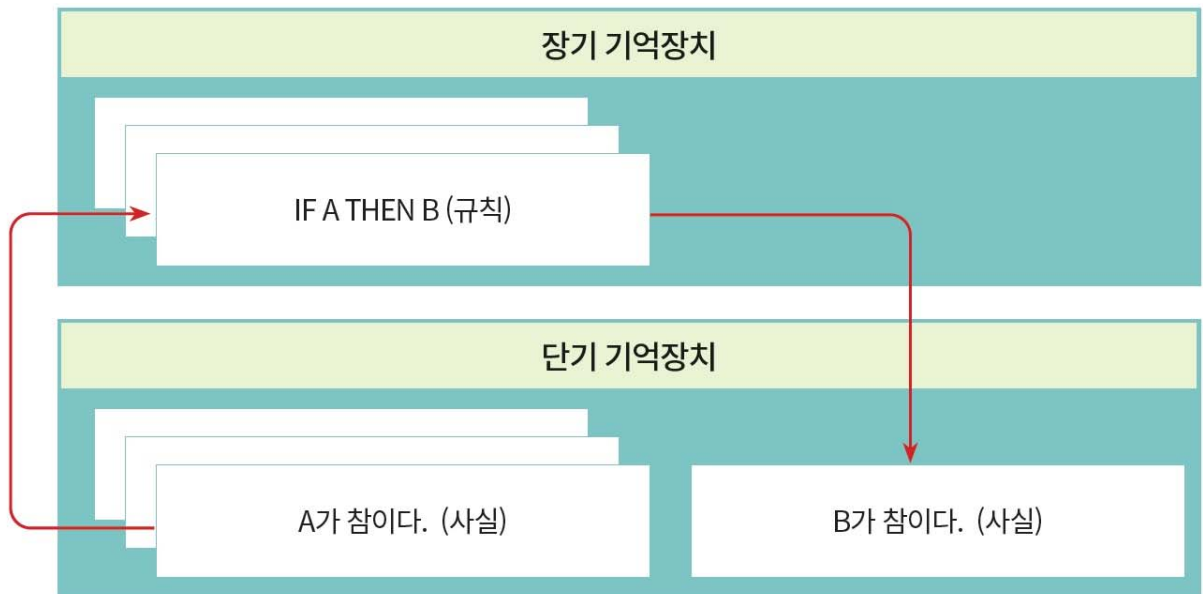 장기 기억장치
IF A THEN B (규칙)
단기 기억장치
A가 참이다. (사실)
B가 참이다. (사실)